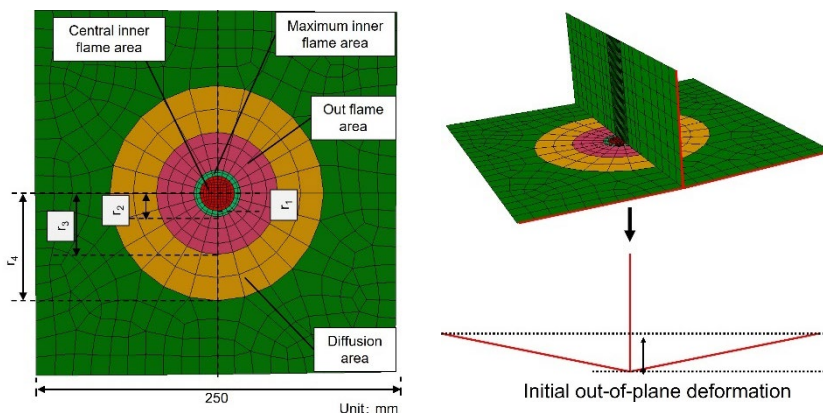 Central inner
flame area
Maximum inner
flame area
Out flame
area
r₁
r₂
r₃
r₄
Diffusion
area
250
Unit: mm
Initial out-of-plane deformation